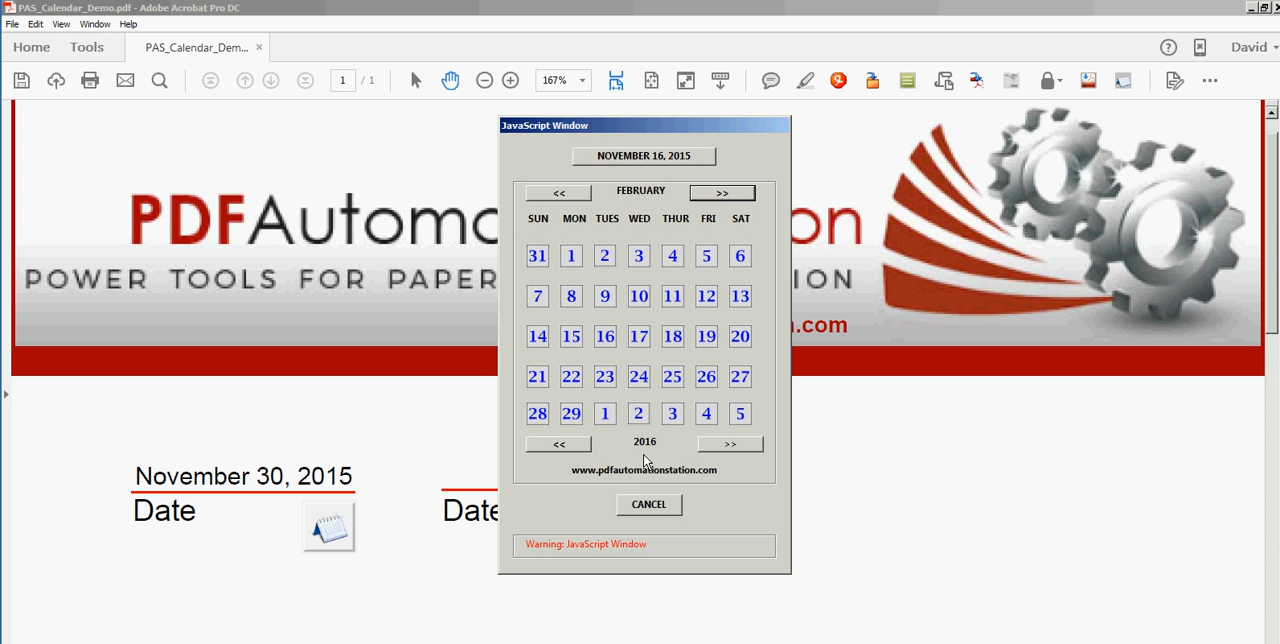 PAS_Calendar_Demo.pdf - Adobe Acrobat Pro DC
File Edit View Window Help
Home Tools PAS_Calendar_Dem... × ? David
1 / 1 167%
JavaScript Window
NOVEMBER 16, 2015
<< FEBRUARY >>
SUN MON TUES WED THUR FRI SAT
31 1 2 3 4 5 6
7 8 9 10 11 12 13
14 15 16 17 18 19 20
21 22 23 24 25 26 27
28 29 1 2 3 4 5
<< 2016 >>
www.pdfautomationstation.com
CANCEL
Warning: JavaScript Window
PDFAutomo on
POWER TOOLS FOR PAPER ION
.com
November 30, 2015
Date Date